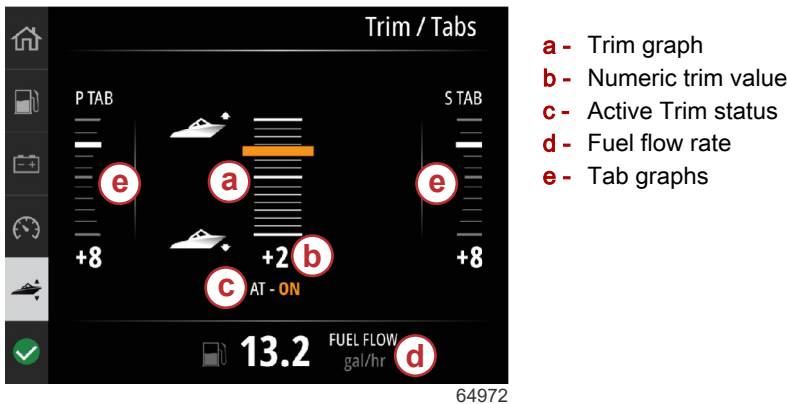 Trim / Tabs
P TAB
S TAB
e
a
e
+8
+2
b
+8
c
AT - ON
13.2
FUEL FLOW
gal/hr
d
a - Trim graph
b - Numeric trim value
c - Active Trim status
d - Fuel flow rate
e - Tab graphs
64972